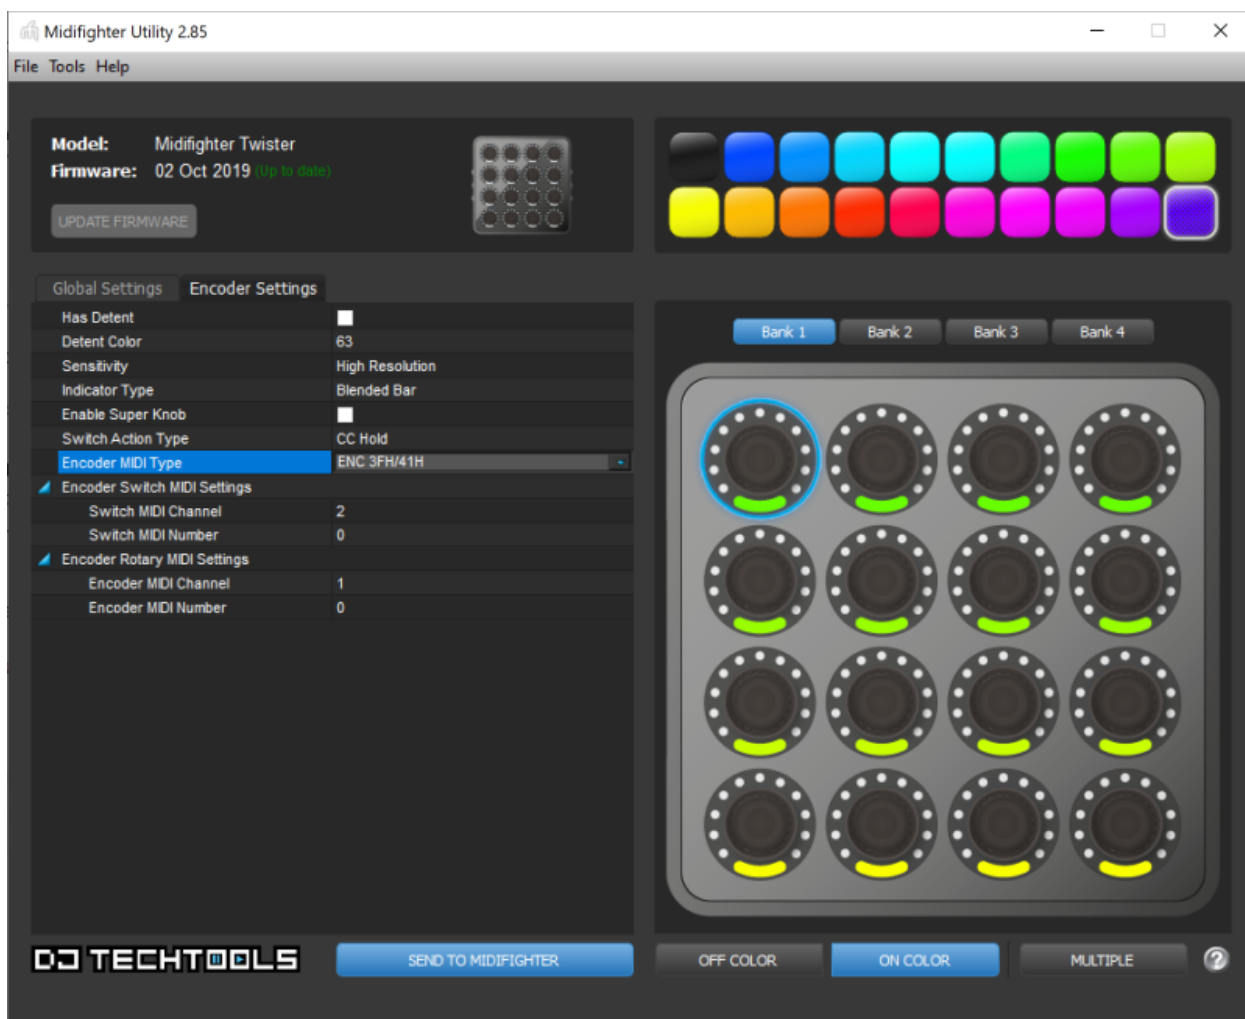 Midifighter Utility 2.85
File Tools Help
Model: Midifighter Twister
Firmware: 02 Oct 2019 (Up to date)
UPDATE FIRMWARE
Global Settings Encoder Settings
Has Detent
Detent Color 63
Sensitivity High Resolution
Indicator Type Blended Bar
Enable Super Knob
Switch Action Type CC Hold
Encoder MIDI Type ENC 3FH/41H
Encoder Switch MIDI Settings
Switch MIDI Channel 2
Switch MIDI Number 0
Encoder Rotary MIDI Settings
Encoder MIDI Channel 1
Encoder MIDI Number 0
Bank 1 Bank 2 Bank 3 Bank 4
DJ TECHTOOLS
SEND TO MIDIFIGHTER
OFF COLOR ON COLOR MULTIPLE ?